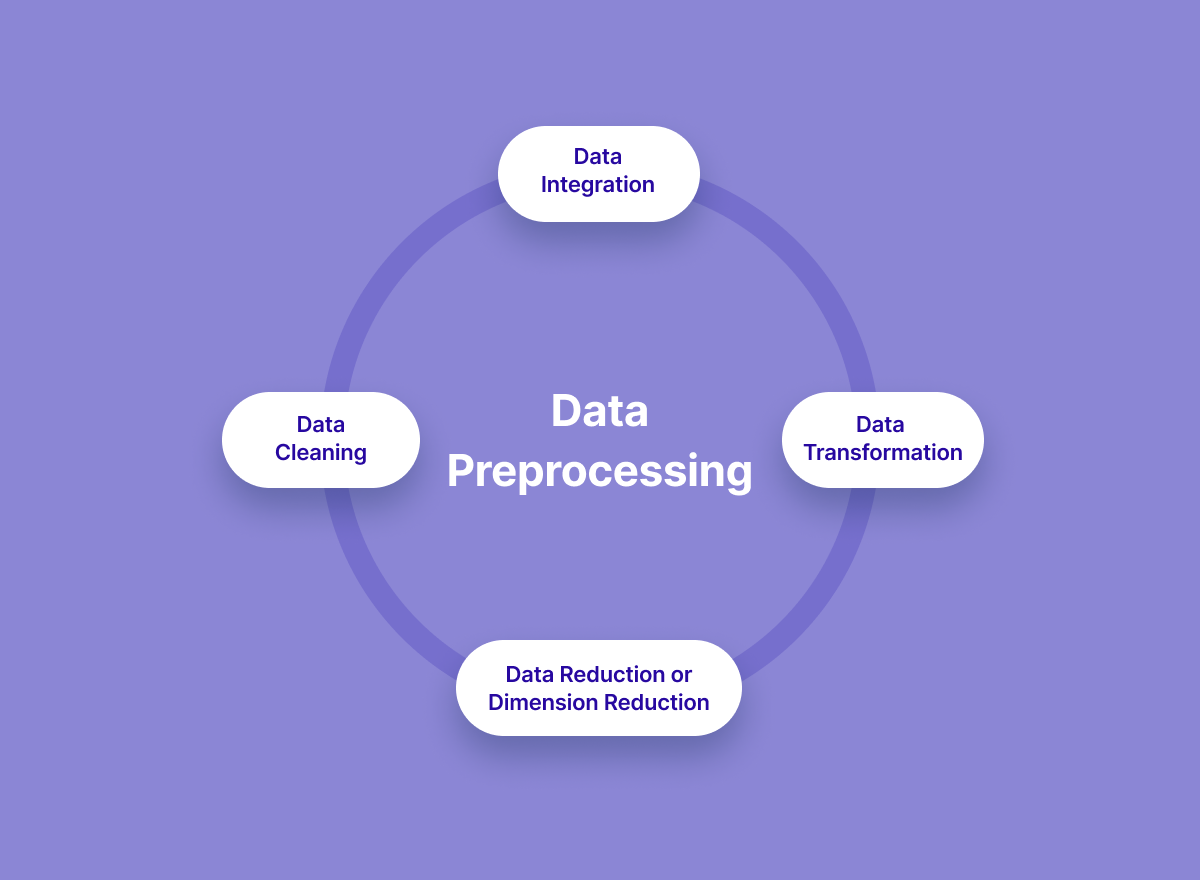 Data
Integration
Data
Cleaning
Data
Preprocessing
Data
Transformation
Data Reduction or
Dimension Reduction